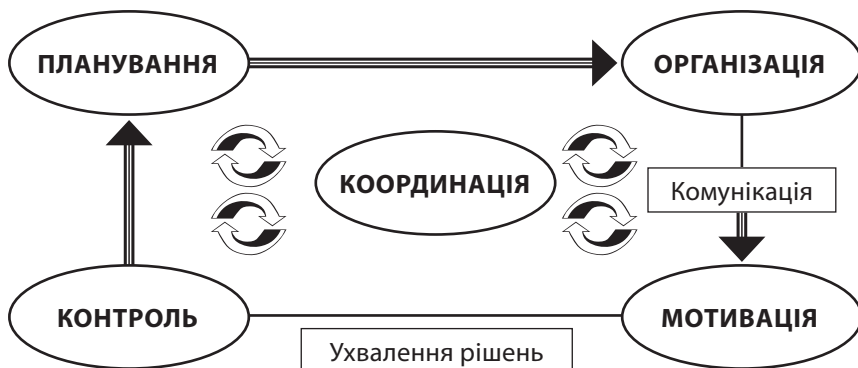 ПЛАНУВАННЯ
ОРГАНІЗАЦІЯ
КООРДИНАЦІЯ
Комунікація
КОНТРОЛЬ
МОТИВАЦІЯ
Ухвалення рішень